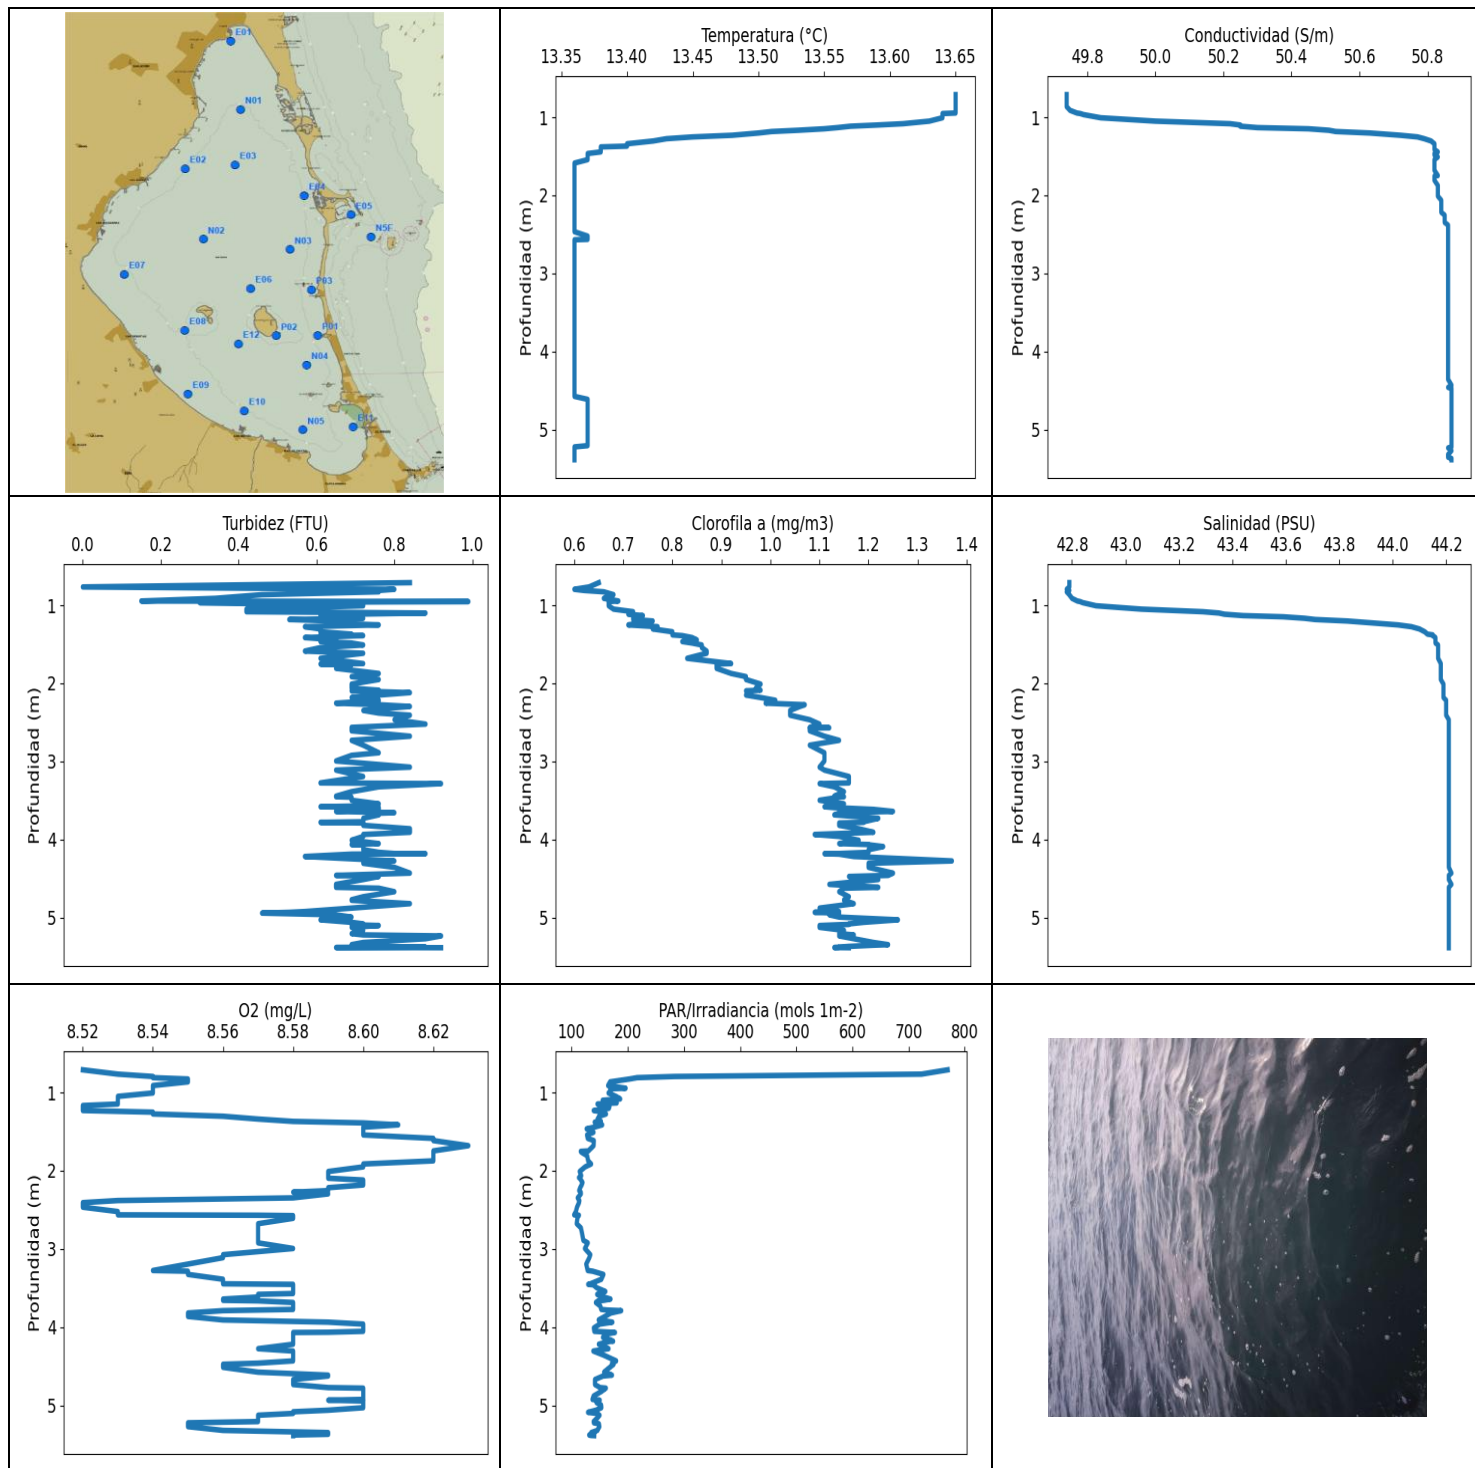 E01
N01
E02
E03
E04
E05
N5F
N02
N03
E07
E06
P03
E08
P02
P01
E12
N04
E09
E10
N05
E11
Temperatura (°C)
13.35 13.40 13.45 13.50 13.55 13.60 13.65
Profundidad (m)
1
2
3
4
5
Conductividad (S/m)
49.8 50.0 50.2 50.4 50.6 50.8
Profundidad (m)
1
2
3
4
5
Turbidez (FTU)
0.0 0.2 0.4 0.6 0.8 1.0
Profundidad (m)
1
2
3
4
5
Clorofila a (mg/m3)
0.6 0.7 0.8 0.9 1.0 1.1 1.2 1.3 1.4
Profundidad (m)
1
2
3
4
5
Salinidad (PSU)
42.8 43.0 43.2 43.4 43.6 43.8 44.0 44.2
Profundidad (m)
1
2
3
4
5
O2 (mg/L)
8.52 8.54 8.56 8.58 8.60 8.62
Profundidad (m)
1
2
3
4
5
PAR/Irradiancia (mols 1m-2)
100 200 300 400 500 600 700 800
Profundidad (m)
1
2
3
4
5